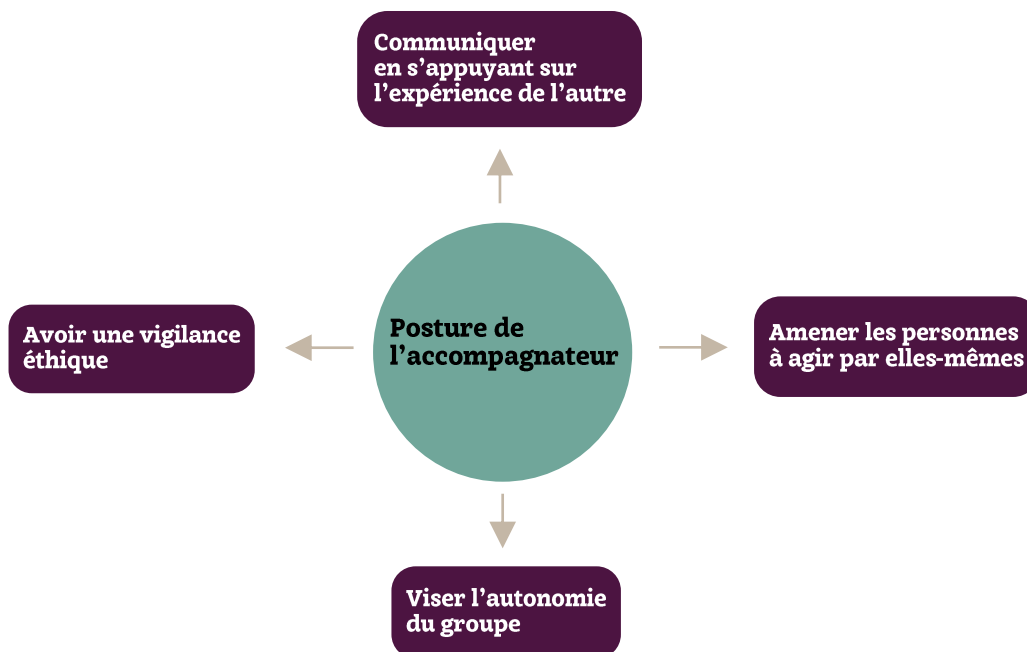 Communiquer
en s’appuyant sur
l’expérience de l’autre
Avoir une vigilance
éthique
Posture de
l’accompagnateur
Amener les personnes
à agir par elles-mêmes
Viser l’autonomie
du groupe